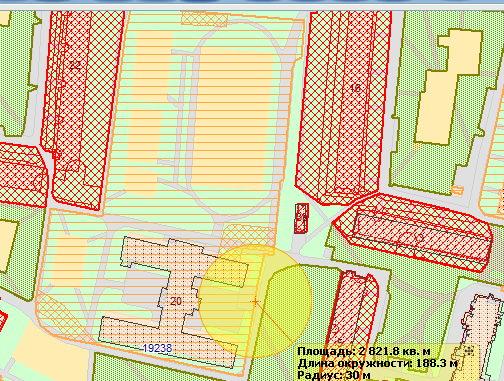 22
16
20
19238
Площадь: 2 821.8 кв. м
Длина окружности: 188.3 м
Радиус: 30 м